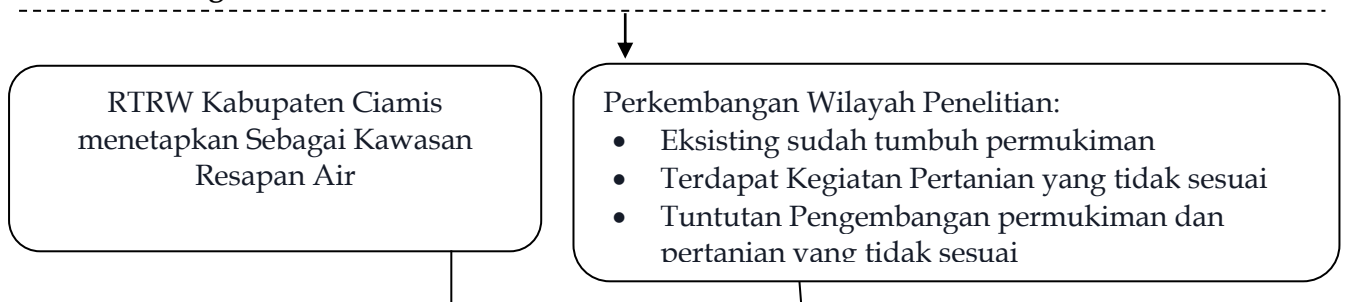 RTRW Kabupaten Ciamis
menetapkan Sebagai Kawasan
Resapan Air
Perkembangan Wilayah Penelitian:
• Eksisting sudah tumbuh permukiman
• Terdapat Kegiatan Pertanian yang tidak sesuai
• Tuntutan Pengembangan permukiman dan
pertanian yang tidak sesuai